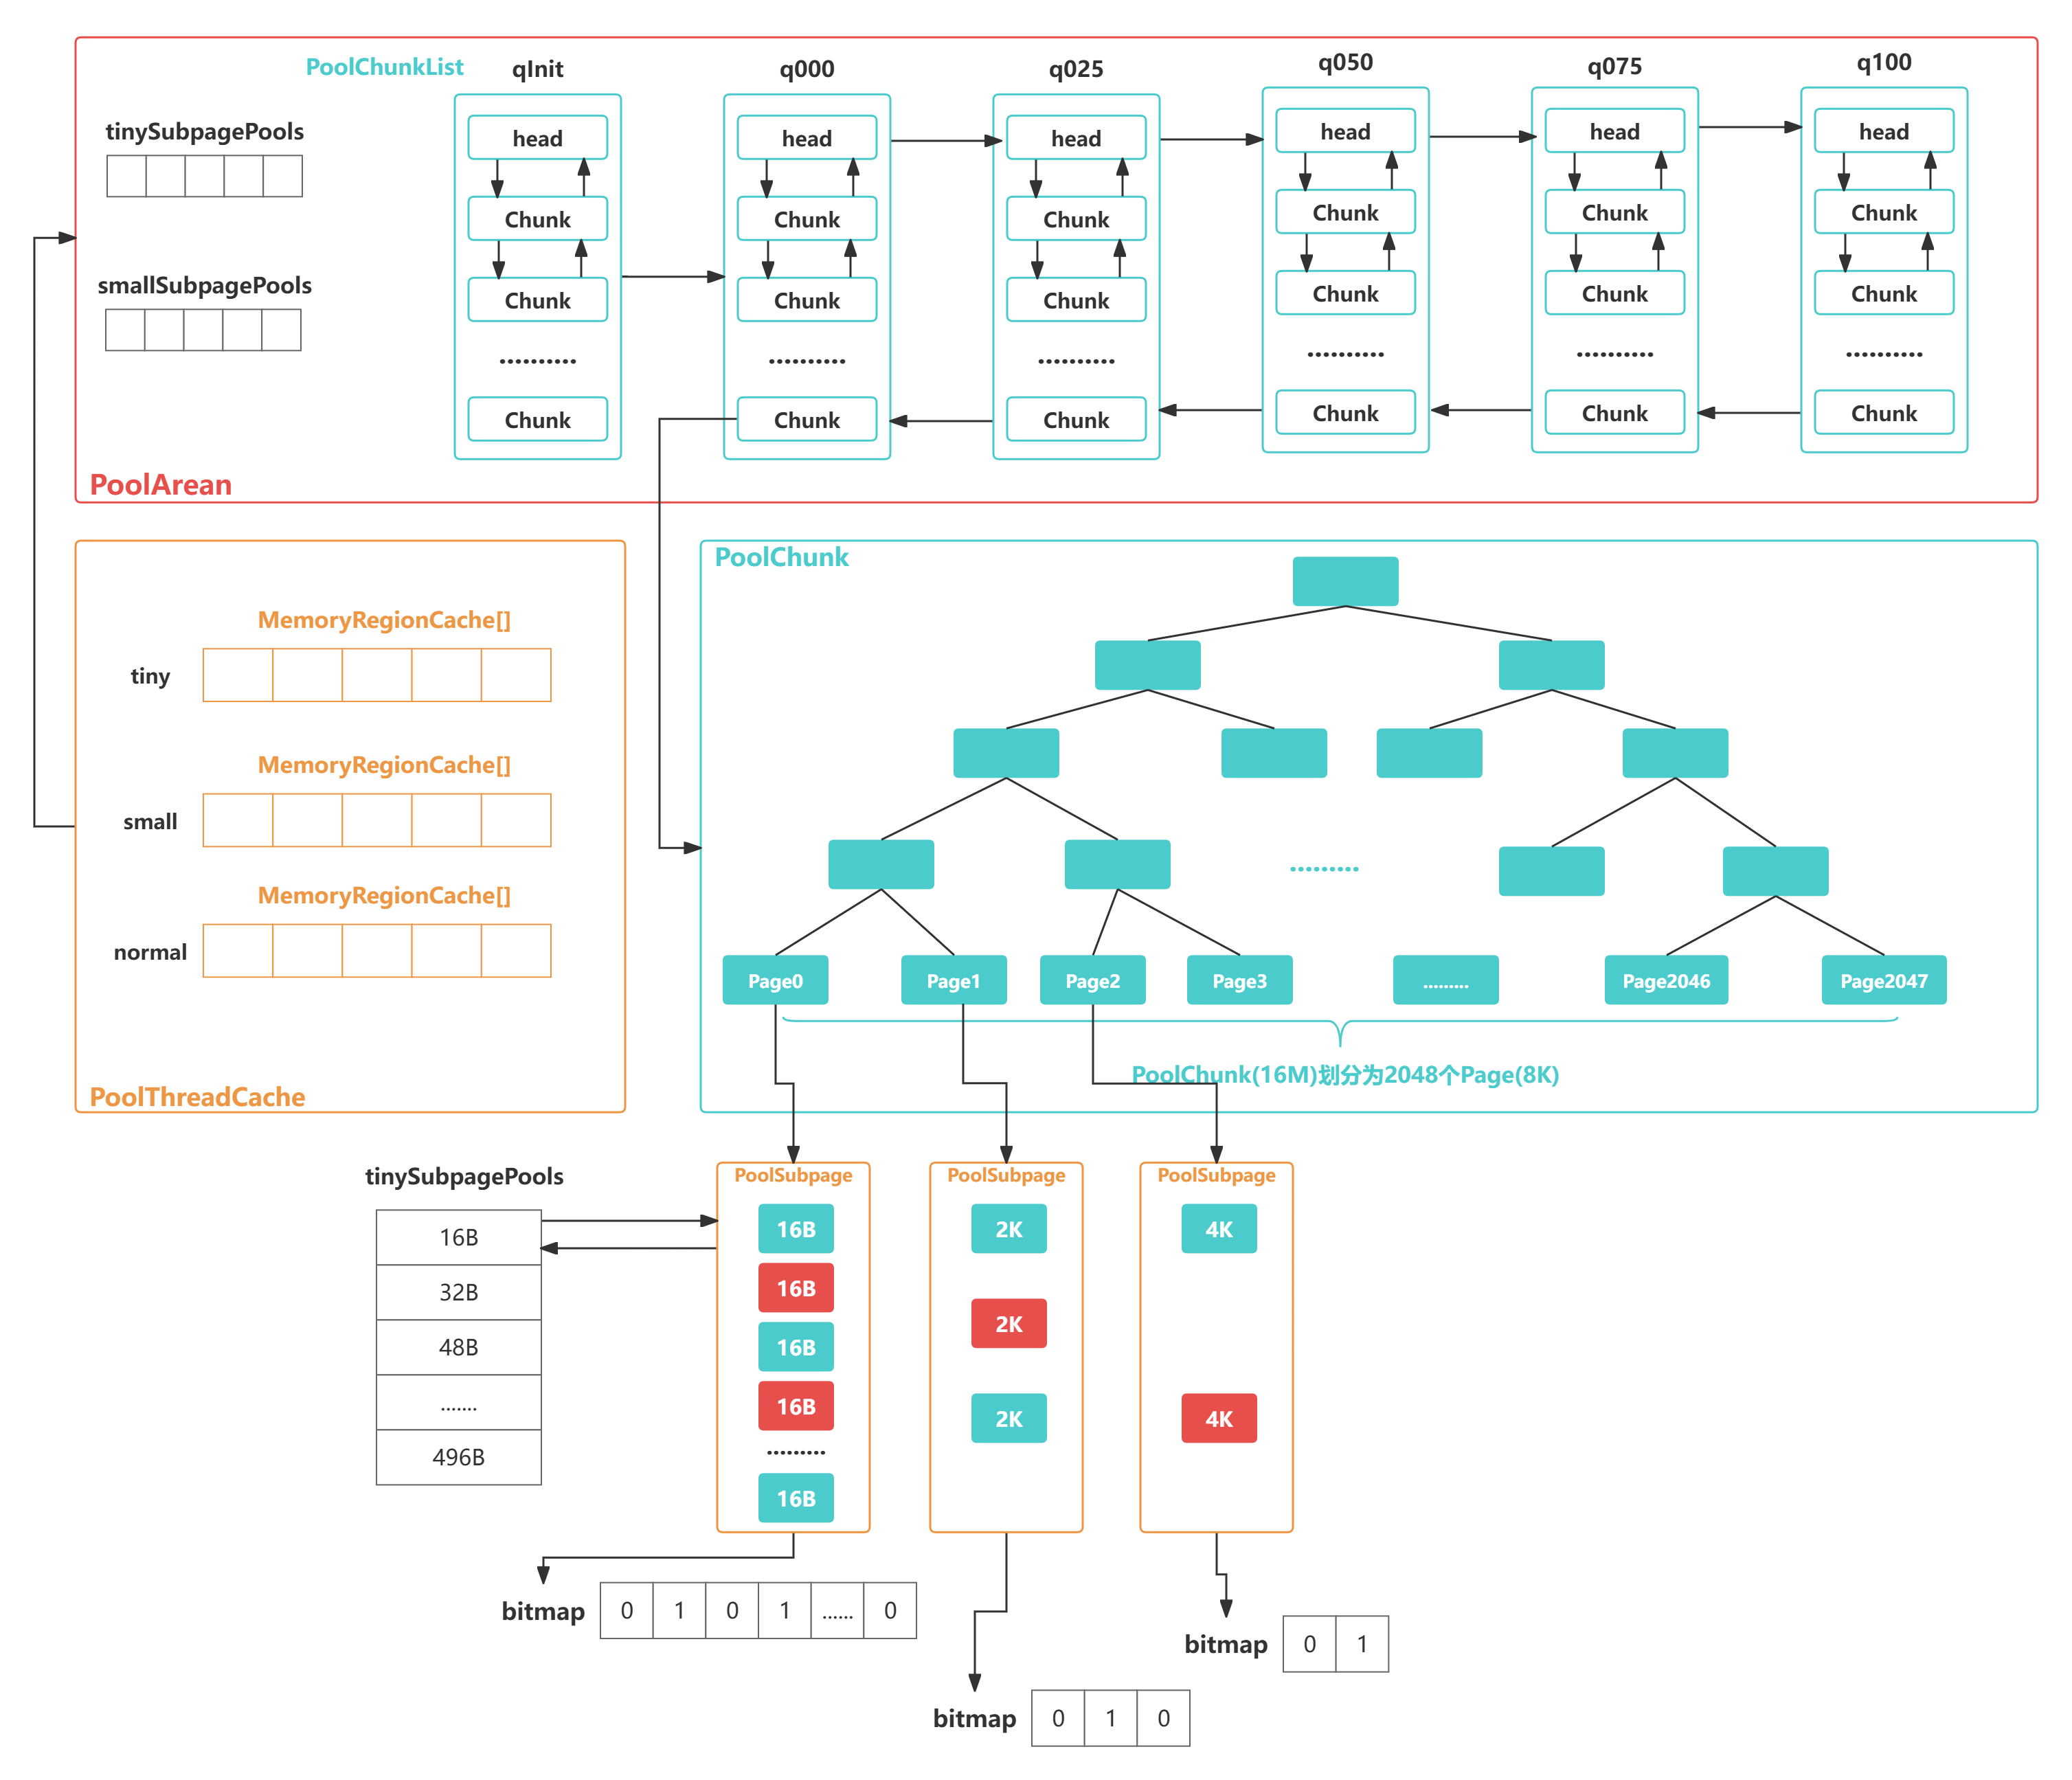 PoolChunkList
qInit
q000
q025
q050
q075
q100
tinySubpagePools
smallSubpagePools
head
Chunk
Chunk
..........
Chunk
head
Chunk
Chunk
..........
Chunk
head
Chunk
Chunk
..........
Chunk
head
Chunk
Chunk
..........
Chunk
head
Chunk
Chunk
..........
Chunk
head
Chunk
Chunk
..........
Chunk
PoolArean
MemoryRegionCache[]
tiny
MemoryRegionCache[]
small
MemoryRegionCache[]
normal
PoolThreadCache
PoolChunk
.........
Page0
Page1
Page2
Page3
.........
Page2046
Page2047
PoolChunk(16M)划分为2048个Page(8K)
tinySubpagePools
16B
32B
48B
.......
496B
PoolSubpage
16B
16B
16B
16B
.........
16B
PoolSubpage
2K
2K
2K
PoolSubpage
4K
4K
bitmap 0 1 0 1 ...... 0
bitmap 0 1
bitmap 0 1 0